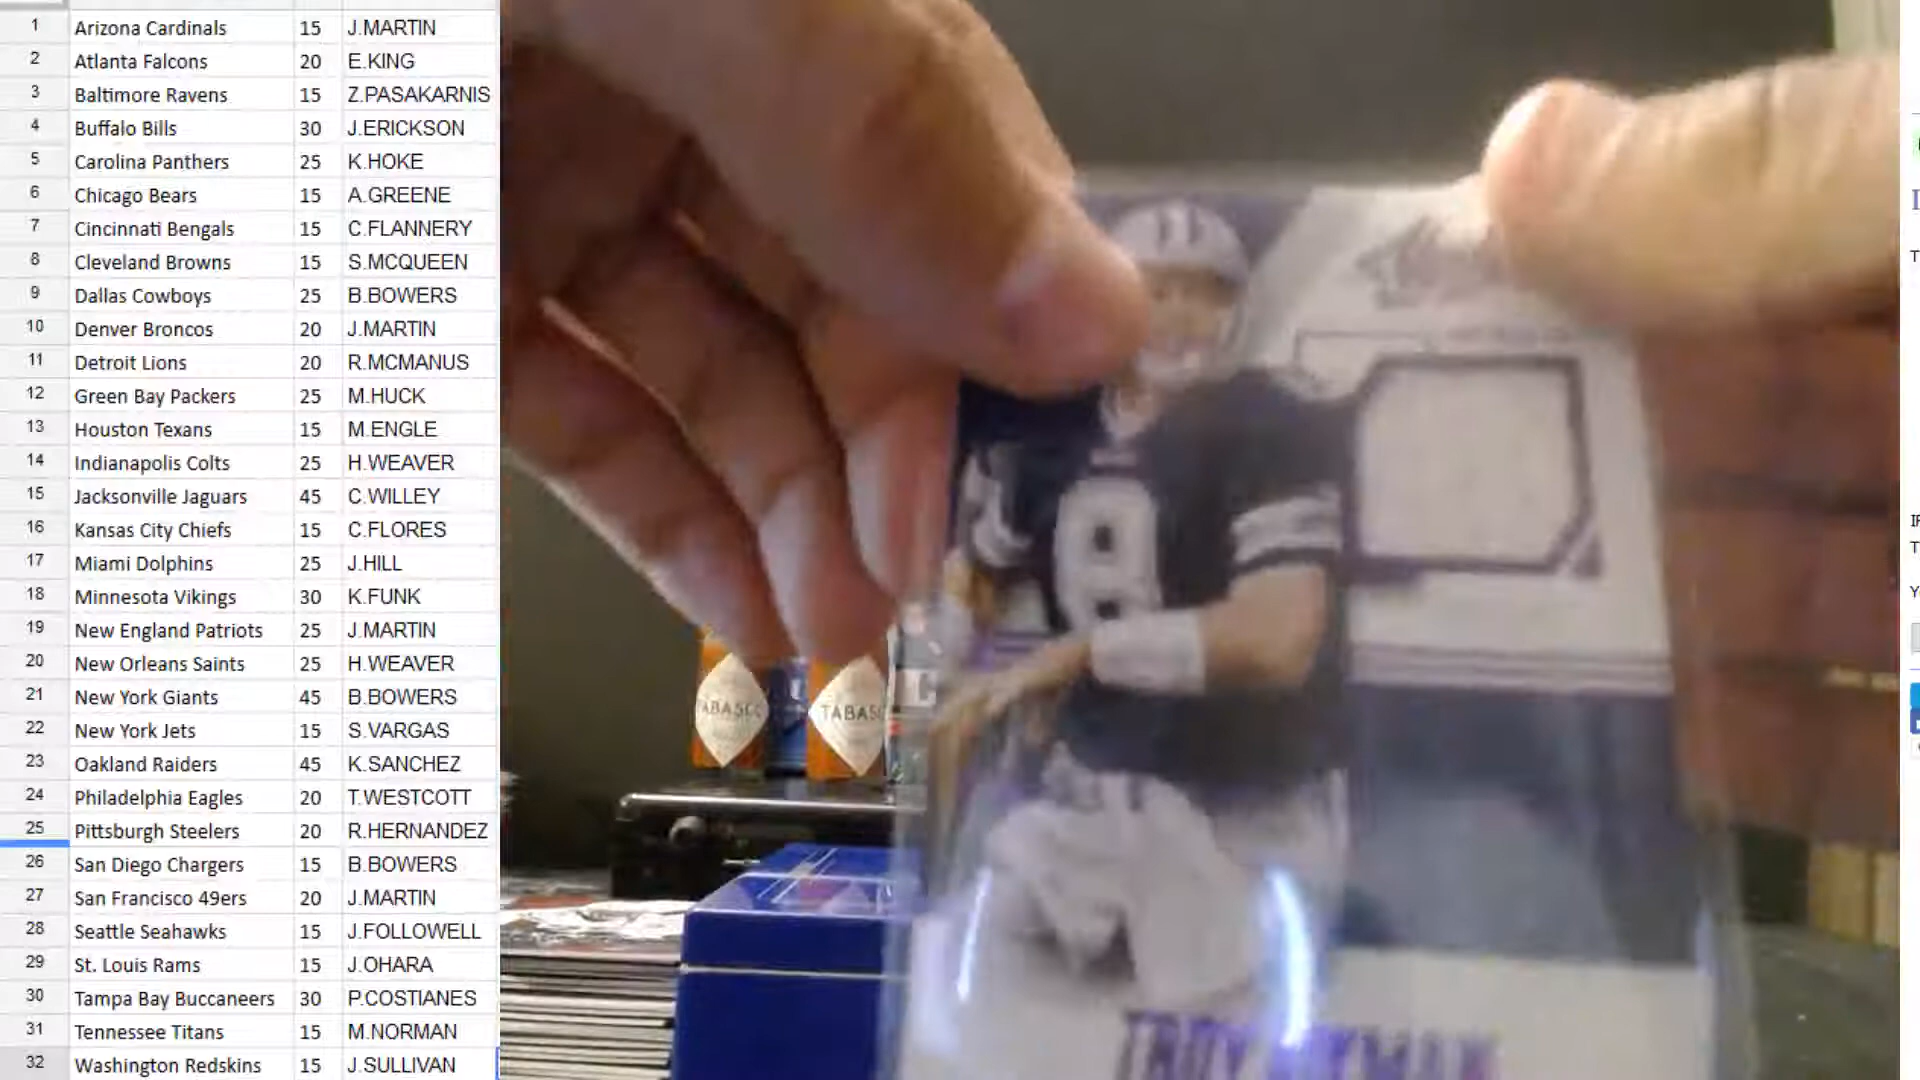 1 Arizona Cardinals 15 J.MARTIN
2 Atlanta Falcons 20 E.KING
3 Baltimore Ravens 15 Z.PASAKARNIS
4 Buffalo Bills 30 J.ERICKSON
5 Carolina Panthers 25 K.HOKE
6 Chicago Bears 15 A.GREENE
7 Cincinnati Bengals 15 C.FLANNERY
8 Cleveland Browns 15 S.MCQUEEN
9 Dallas Cowboys 25 B.BOWERS
10 Denver Broncos 20 J.MARTIN
11 Detroit Lions 20 R.MCMANUS
12 Green Bay Packers 25 M.HUCK
13 Houston Texans 15 M.ENGLE
14 Indianapolis Colts 25 H.WEAVER
15 Jacksonville Jaguars 45 C.WILLEY
16 Kansas City Chiefs 15 C.FLORES
17 Miami Dolphins 25 J.HILL
18 Minnesota Vikings 30 K.FUNK
19 New England Patriots 25 J.MARTIN
20 New Orleans Saints 25 H.WEAVER
21 New York Giants 45 B.BOWERS
22 New York Jets 15 S.VARGAS
23 Oakland Raiders 45 K.SANCHEZ
24 Philadelphia Eagles 20 T.WESTCOTT
25 Pittsburgh Steelers 20 R.HERNANDEZ
26 San Diego Chargers 15 B.BOWERS
27 San Francisco 49ers 20 J.MARTIN
28 Seattle Seahawks 15 J.FOLLOWELL
29 St. Louis Rams 15 J.OHARA
30 Tampa Bay Buccaneers 30 P.COSTIANES
31 Tennessee Titans 15 M.NORMAN
32 Washington Redskins 15 J.SULLIVAN
8
TABASC
TABASC
TROY AIKMAN